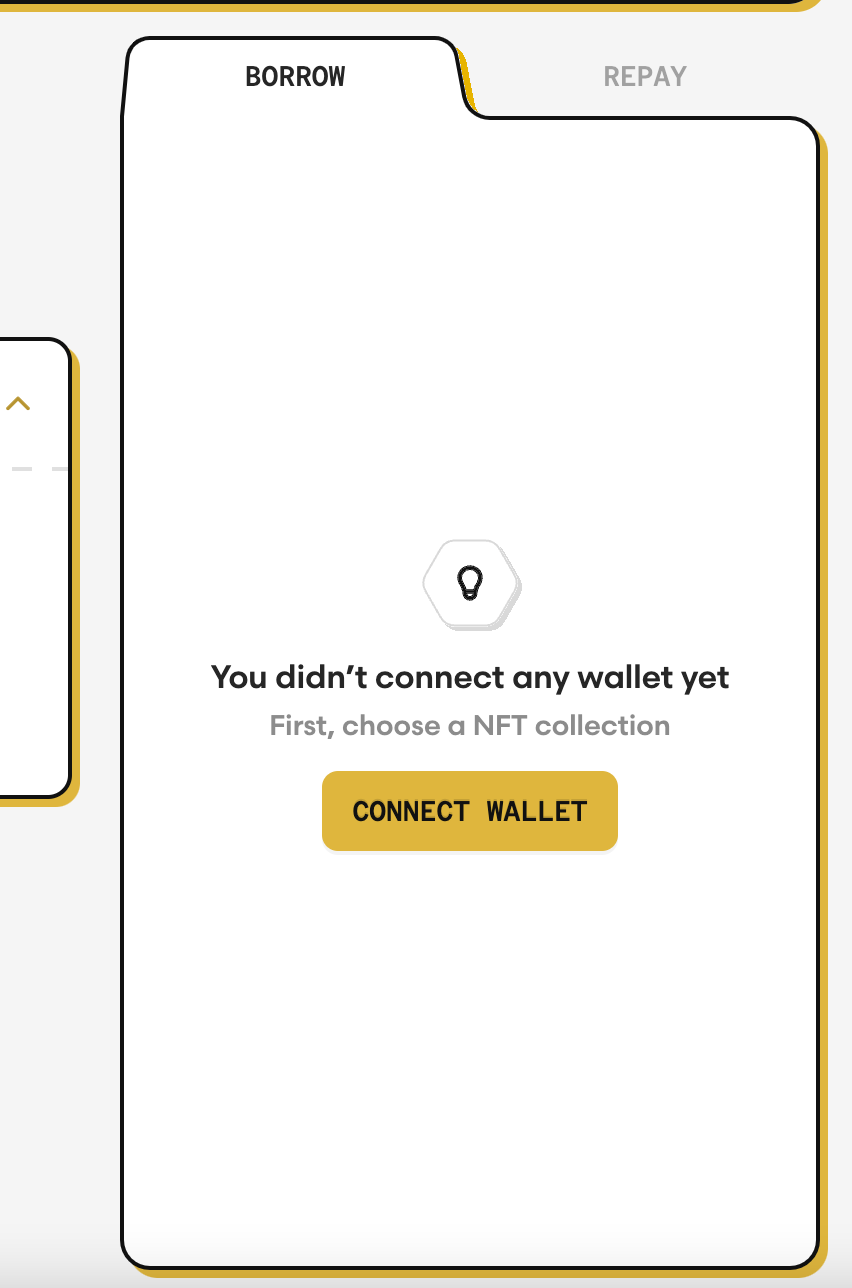 BORROW
REPAY
You didn’t connect any wallet yet
First, choose a NFT collection
CONNECT WALLET